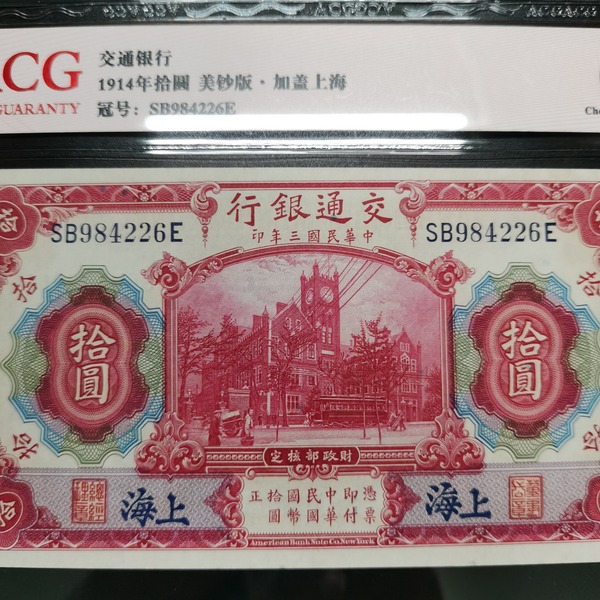 CG
GUARANTY
交通银行
1914年拾圆 美钞版·加盖上海
冠号: SB984226E
交通銀行
中華民國三年印
SB984226E
SB984226E
拾
拾圓
拾圓
財政部核定
拾
上海
上海
憑票即付中華民國國幣拾圓正
American Bank Note Co. New York.